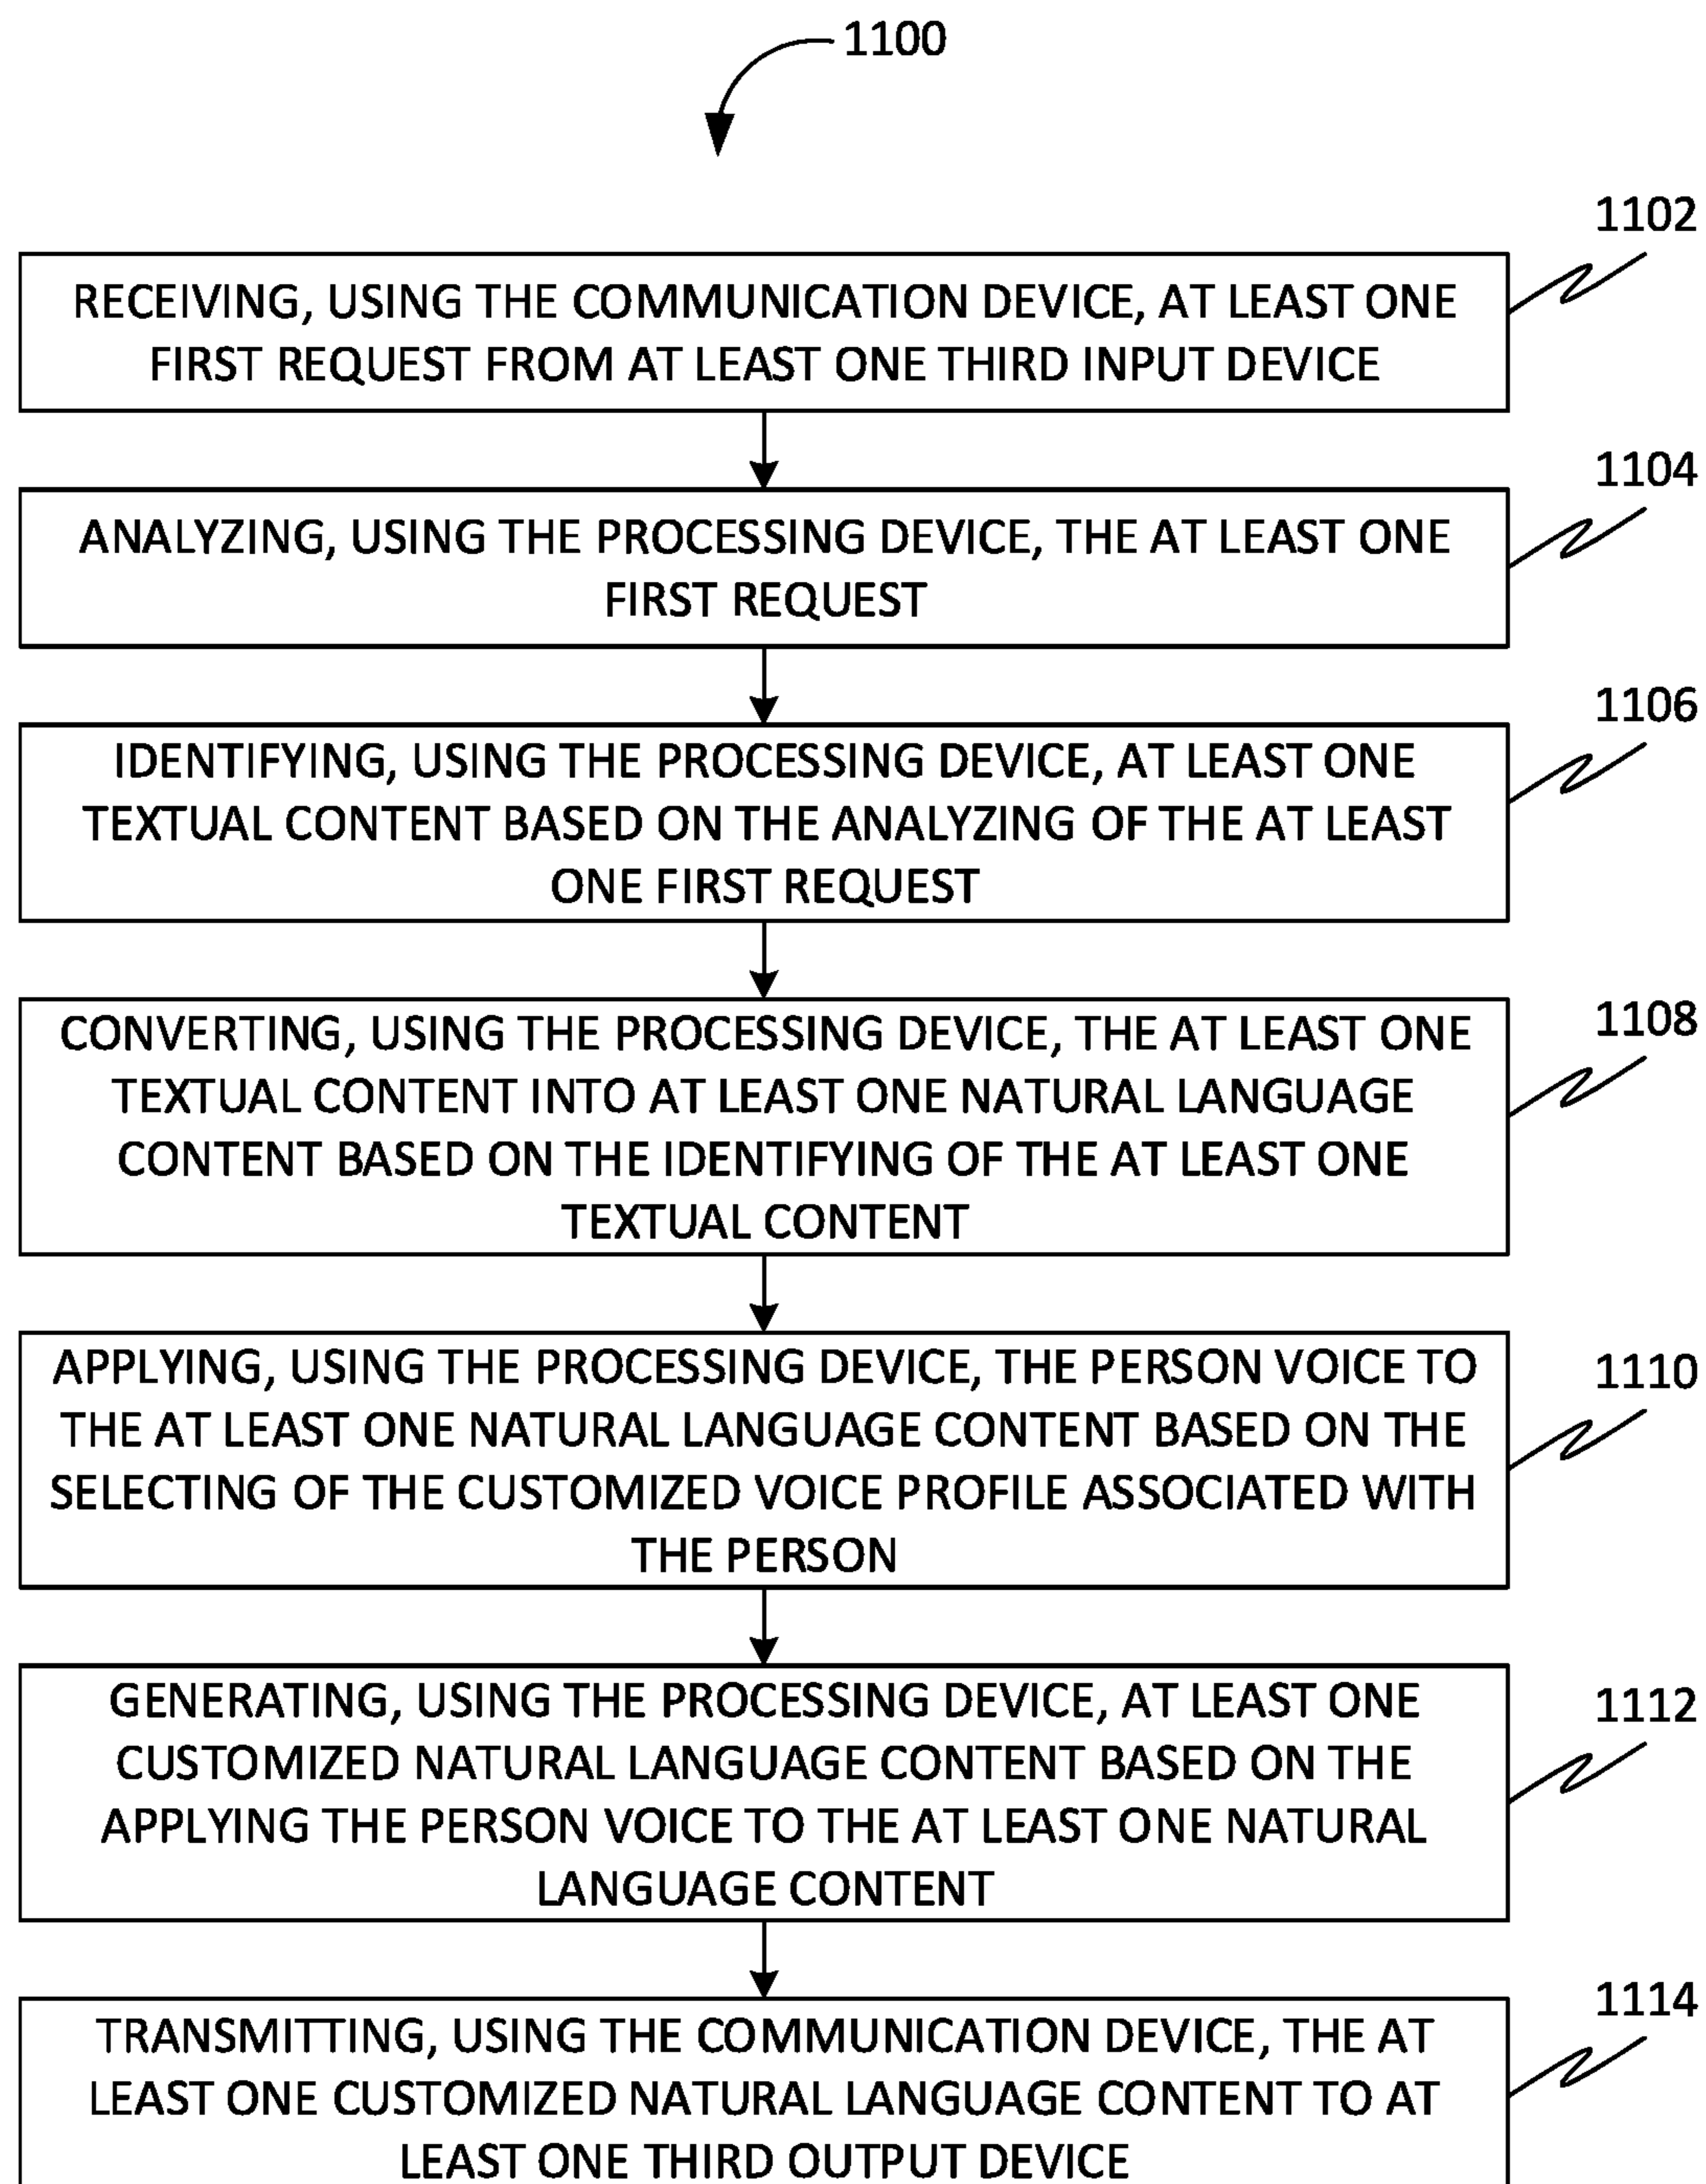 1100
1102
RECEIVING, USING THE COMMUNICATION DEVICE, AT LEAST ONE
FIRST REQUEST FROM AT LEAST ONE THIRD INPUT DEVICE
1104
ANALYZING, USING THE PROCESSING DEVICE, THE AT LEAST ONE
FIRST REQUEST
1106
IDENTIFYING, USING THE PROCESSING DEVICE, AT LEAST ONE
TEXTUAL CONTENT BASED ON THE ANALYZING OF THE AT LEAST
ONE FIRST REQUEST
1108
CONVERTING, USING THE PROCESSING DEVICE, THE AT LEAST ONE
TEXTUAL CONTENT INTO AT LEAST ONE NATURAL LANGUAGE
CONTENT BASED ON THE IDENTIFYING OF THE AT LEAST ONE
TEXTUAL CONTENT
1110
APPLYING, USING THE PROCESSING DEVICE, THE PERSON VOICE TO
THE AT LEAST ONE NATURAL LANGUAGE CONTENT BASED ON THE
SELECTING OF THE CUSTOMIZED VOICE PROFILE ASSOCIATED WITH
THE PERSON
1112
GENERATING, USING THE PROCESSING DEVICE, AT LEAST ONE
CUSTOMIZED NATURAL LANGUAGE CONTENT BASED ON THE
APPLYING THE PERSON VOICE TO THE AT LEAST ONE NATURAL
LANGUAGE CONTENT
1114
TRANSMITTING, USING THE COMMUNICATION DEVICE, THE AT
LEAST ONE CUSTOMIZED NATURAL LANGUAGE CONTENT TO AT
LEAST ONE THIRD OUTPUT DEVICE